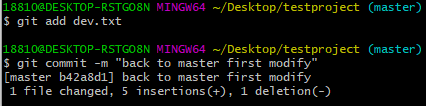 18810@DESKTOP-RSTGO8N MINGW64 ~/Desktop/testproject (master)
$ git add dev.txt
18810@DESKTOP-RSTGO8N MINGW64 ~/Desktop/testproject (master)
$ git commit -m "back to master first modify"
[master b42a8d1] back to master first modify
1 file changed, 5 insertions(+), 1 deletion(-)